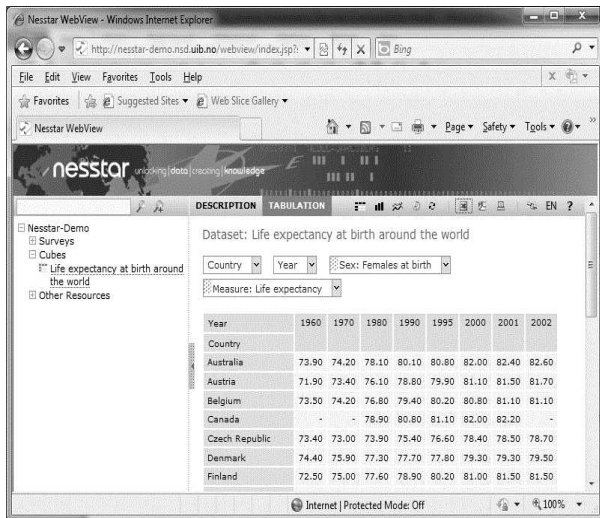 Nesstar WebView - Windows Internet Explorer
http://nesstar-demo.nsd.uib.no/webview/index.jsp?
Bing
File Edit View Favorites Tools Help
Favorites Suggested Sites Web Slice Gallery
Nesstar WebView Page Safety Tools
nesstar unlocking|data|creating|knowledge
DESCRIPTION TABULATION EN ?
Nesstar-Demo
Surveys
Cubes
Life expectancy at birth around
the world
Other Resources
Dataset: Life expectancy at birth around the world
Country Year Sex: Females at birth
Measure: Life expectancy
Year 1960 1970 1980 1990 1995 2000 2001 2002
Country
Australia 73.90 74.20 78.10 80.10 80.80 82.00 82.40 82.60
Austria 71.90 73.40 76.10 78.80 79.90 81.10 81.50 81.70
Belgium 73.50 74.20 76.80 79.40 80.20 80.80 81.10 81.10
Canada - - 78.90 80.80 81.10 82.00 82.20 -
Czech Republic 73.40 73.00 73.90 75.40 76.60 78.40 78.50 78.70
Denmark 74.40 75.90 77.30 77.70 77.80 79.30 79.30 79.50
Finland 72.50 75.00 77.60 78.90 80.20 81.00 81.50 81.50
Internet | Protected Mode: Off 100%